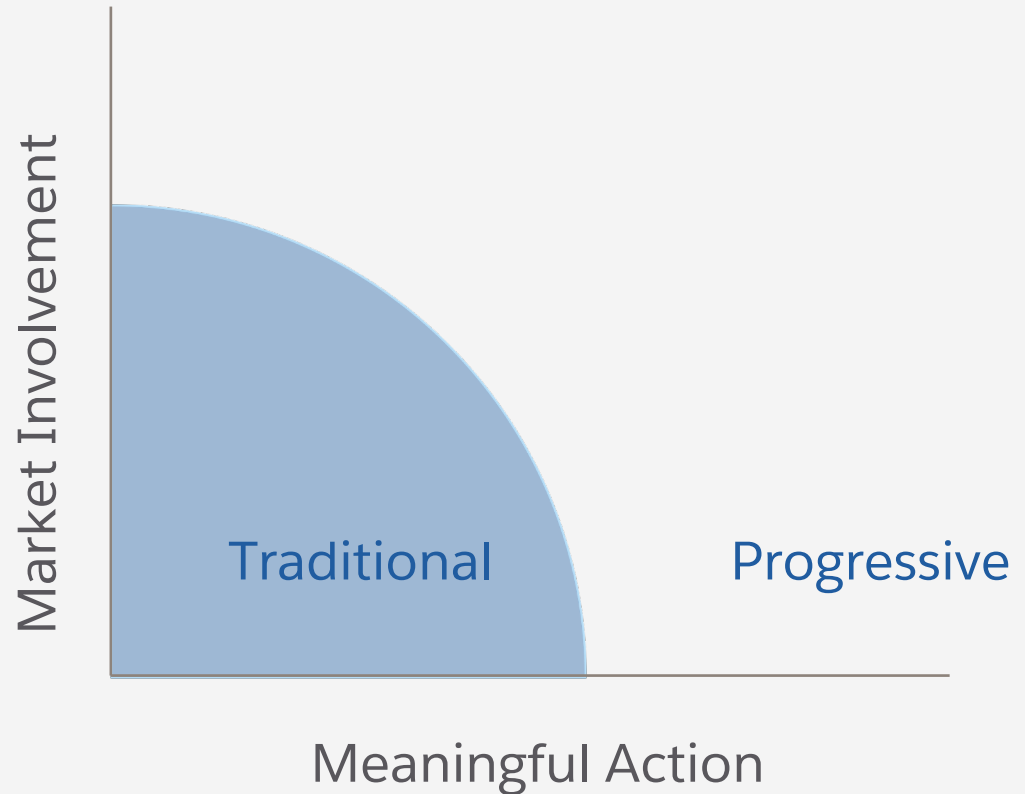 Market Involvement
Traditional
Progressive
Meaningful Action